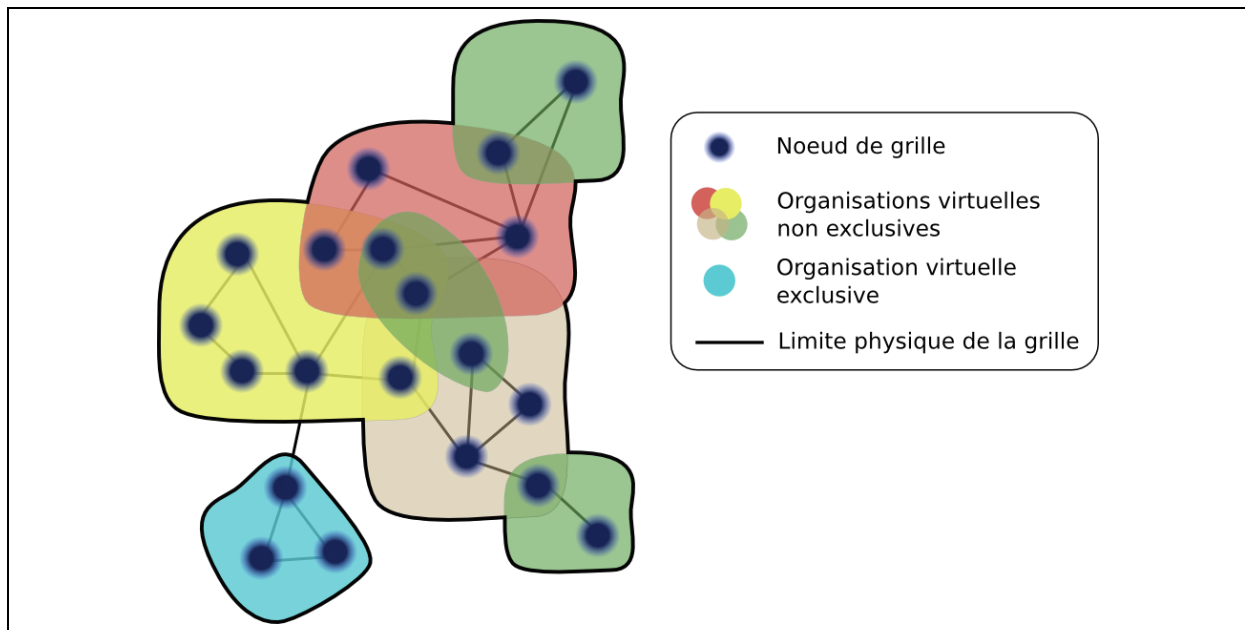 Noeud de grille
Organisations virtuelles
non exclusives
Organisation virtuelle
exclusive
Limite physique de la grille